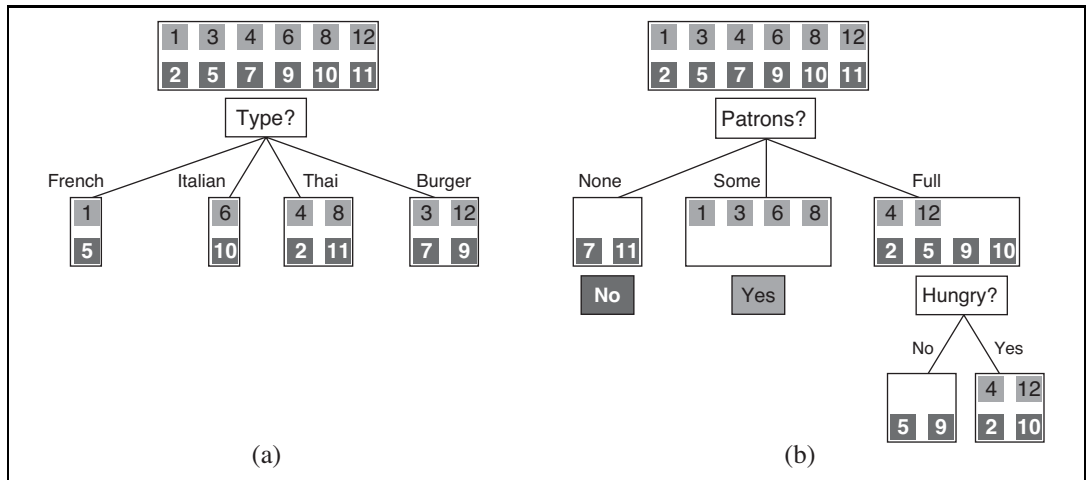 1 3 4 6 8 12
2 5 7 9 10 11
Type?
French Italian Thai Burger
1 6 4 8 3 12
5 10 2 11 7 9
(a)
1 3 4 6 8 12
2 5 7 9 10 11
Patrons?
None Some Full
1 3 6 8 4 12
7 11 2 5 9 10
No Yes Hungry?
No Yes
4 12
5 9 2 10
(b)